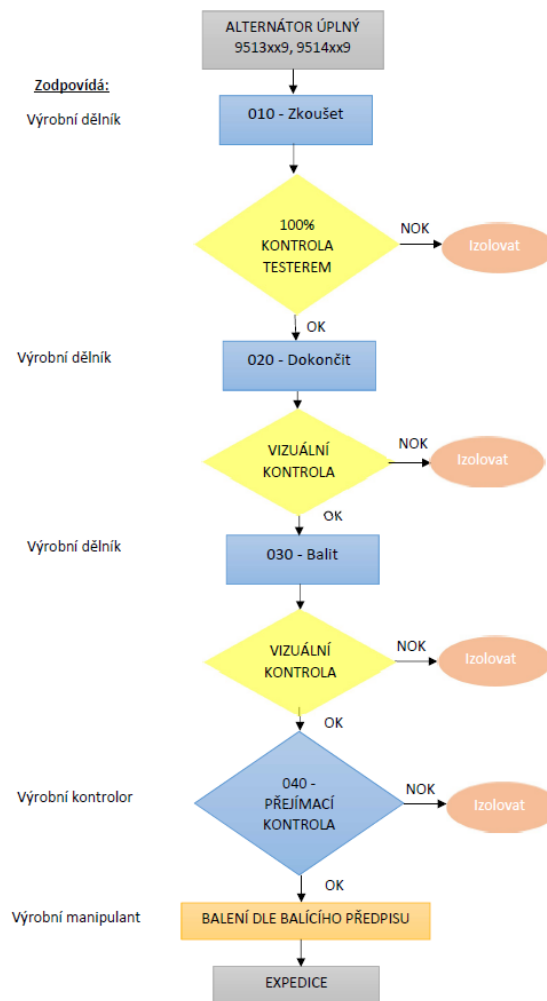 ALTERNÁTOR ÚPLNÝ
9513xx9, 9514xx9
Zodpovídá:
Výrobní dělník
010 - Zkoušet
100%
KONTROLA
TESTEREM
NOK
Izolovat
OK
Výrobní dělník
020 - Dokončit
VIZUÁLNÍ
KONTROLA
NOK
Izolovat
OK
Výrobní dělník
030 - Balit
VIZUÁLNÍ
KONTROLA
NOK
Izolovat
OK
Výrobní kontrolor
040 -
PŘEJÍMACÍ
KONTROLA
NOK
Izolovat
OK
Výrobní manipulant
BALENÍ DLE BALÍCÍHO PŘEDPISU
EXPEDICE